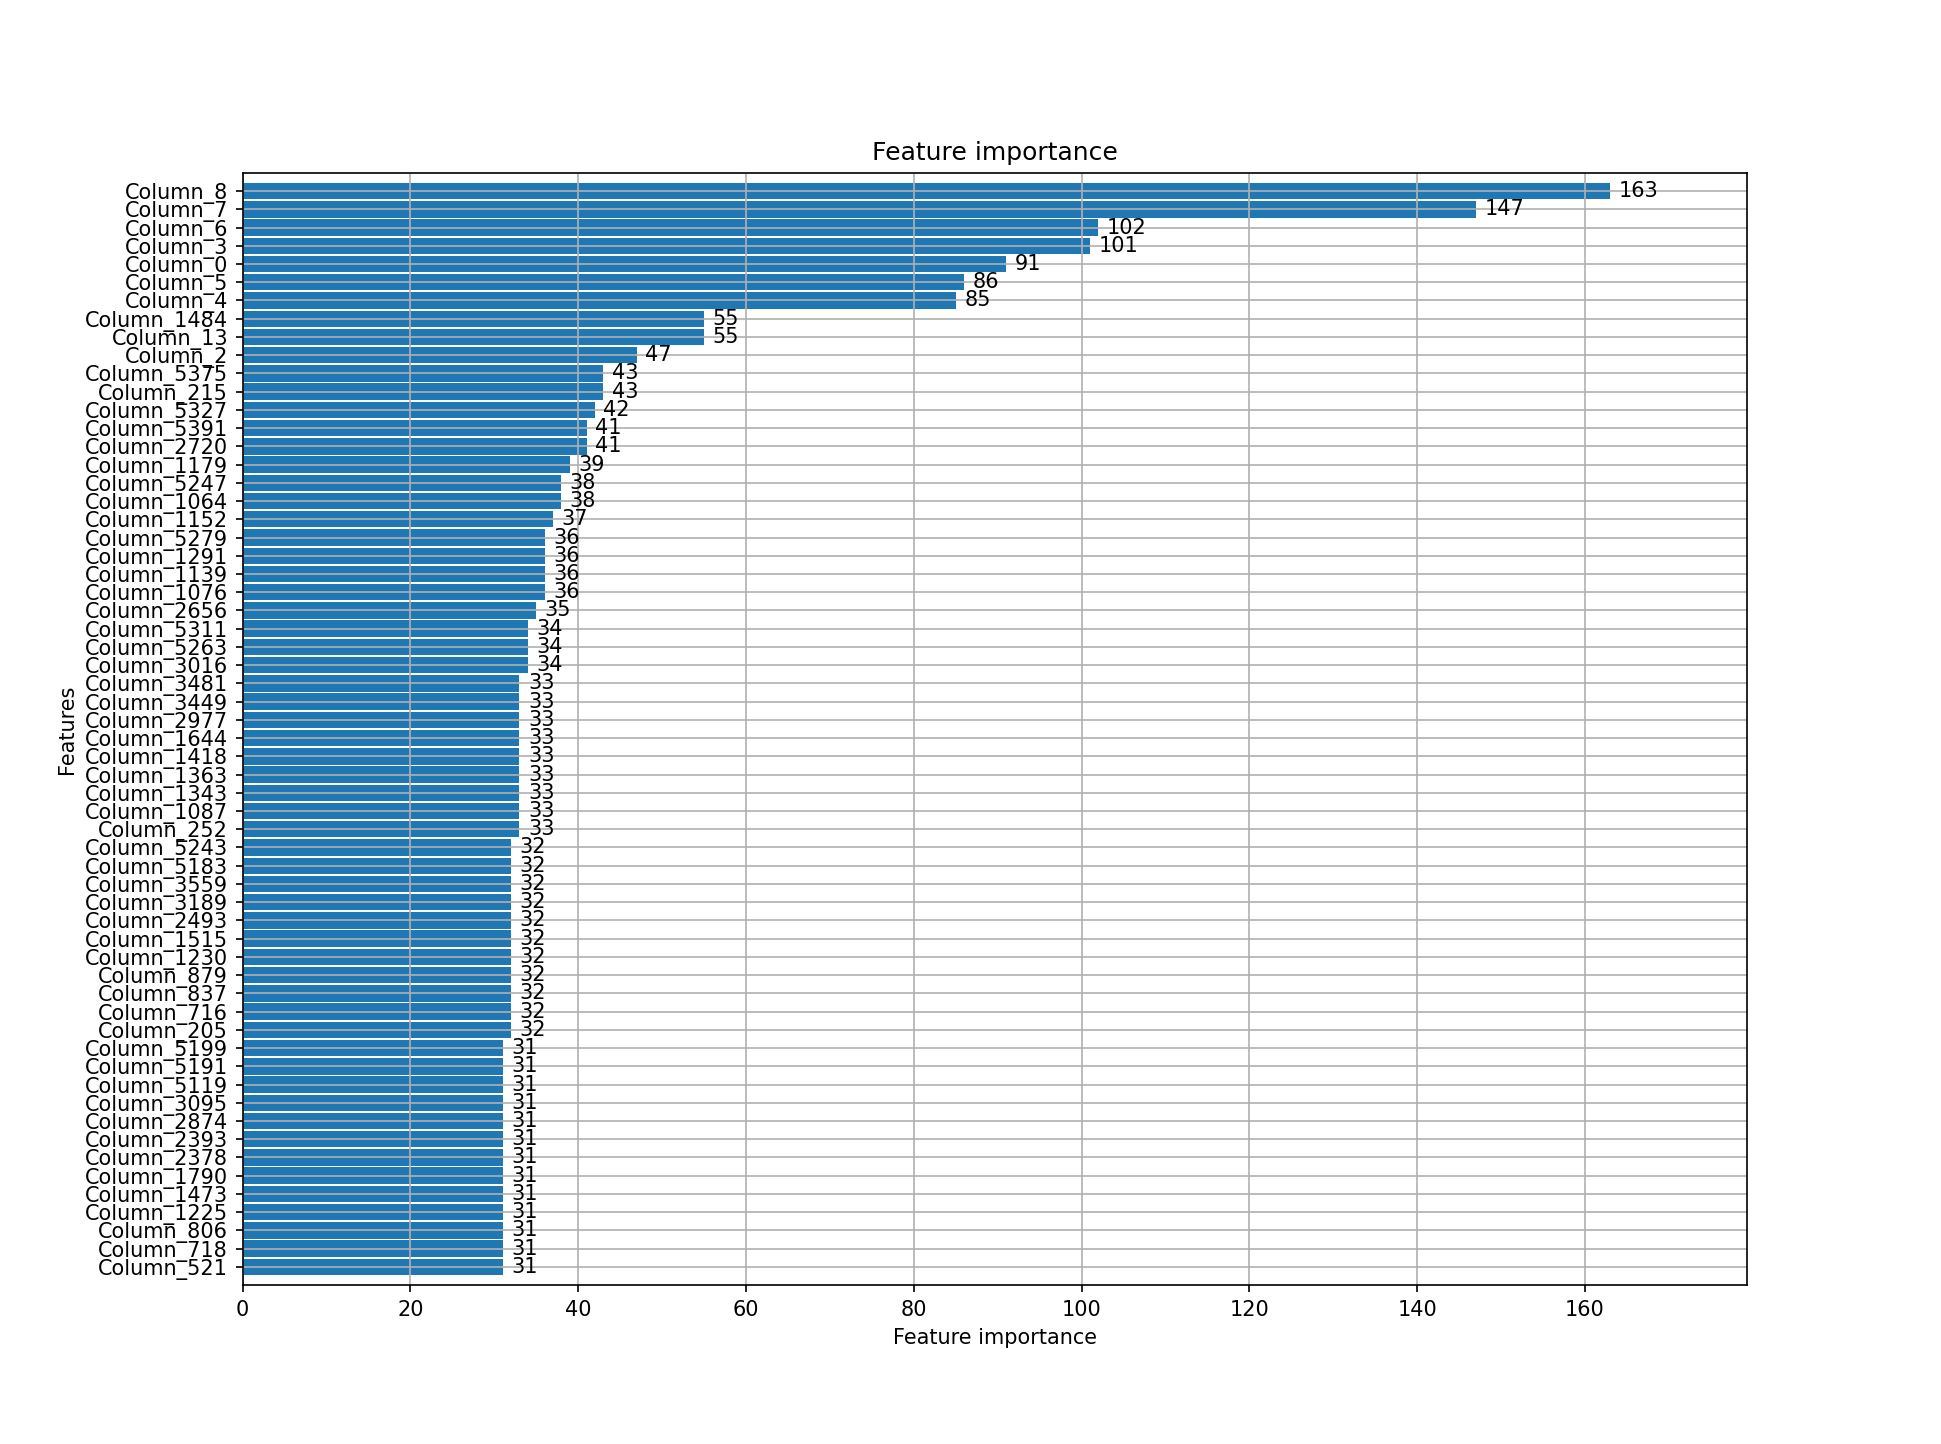 Feature importance
Column_8 163
Column_7 147
Column_6 102
Column_3 101
Column_0 91
Column_5 86
Column_4 85
Column_1484 55
Column_13 55
Column_2 47
Column_5375 43
Column_215 43
Column_5327 42
Column_5391 41
Column_2720 41
Column_1179 39
Column_5247 38
Column_1064 38
Column_1152 37
Column_5279 36
Column_1291 36
Column_1139 36
Column_1076 36
Column_2656 35
Column_5311 34
Column_5263 34
Column_3016 34
Column_3481 33
Column_3449 33
Column_2977 33
Column_1644 33
Column_1418 33
Column_1363 33
Column_1343 33
Column_1087 33
Column_252 33
Column_5243 32
Column_5183 32
Column_3559 32
Column_3189 32
Column_2493 32
Column_1515 32
Column_1230 32
Column_879 32
Column_837 32
Column_716 32
Column_205 32
Column_5199 31
Column_5191 31
Column_5119 31
Column_3095 31
Column_2874 31
Column_2393 31
Column_2378 31
Column_1790 31
Column_1473 31
Column_1225 31
Column_806 31
Column_718 31
Column_521 31
Features
0 20 40 60 80 100 120 140 160
Feature importance